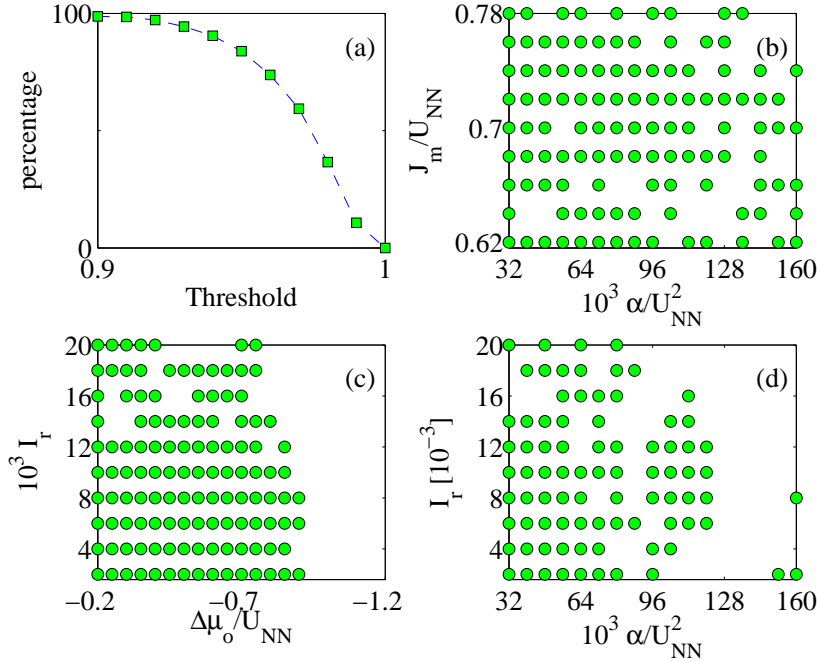 100
0
percentage
0.9
1
Threshold
(a)
0.78
0.7
0.62
J_m/U_NN
32
64
96
128
160
10^3 α/U^2_NN
(b)
20
16
12
8
4
10^3 I_r
−0.2
−0.7
−1.2
Δμ_o/U_NN
(c)
20
16
12
8
4
I_r [10^−3]
32
64
96
128
160
10^3 α/U^2_NN
(d)